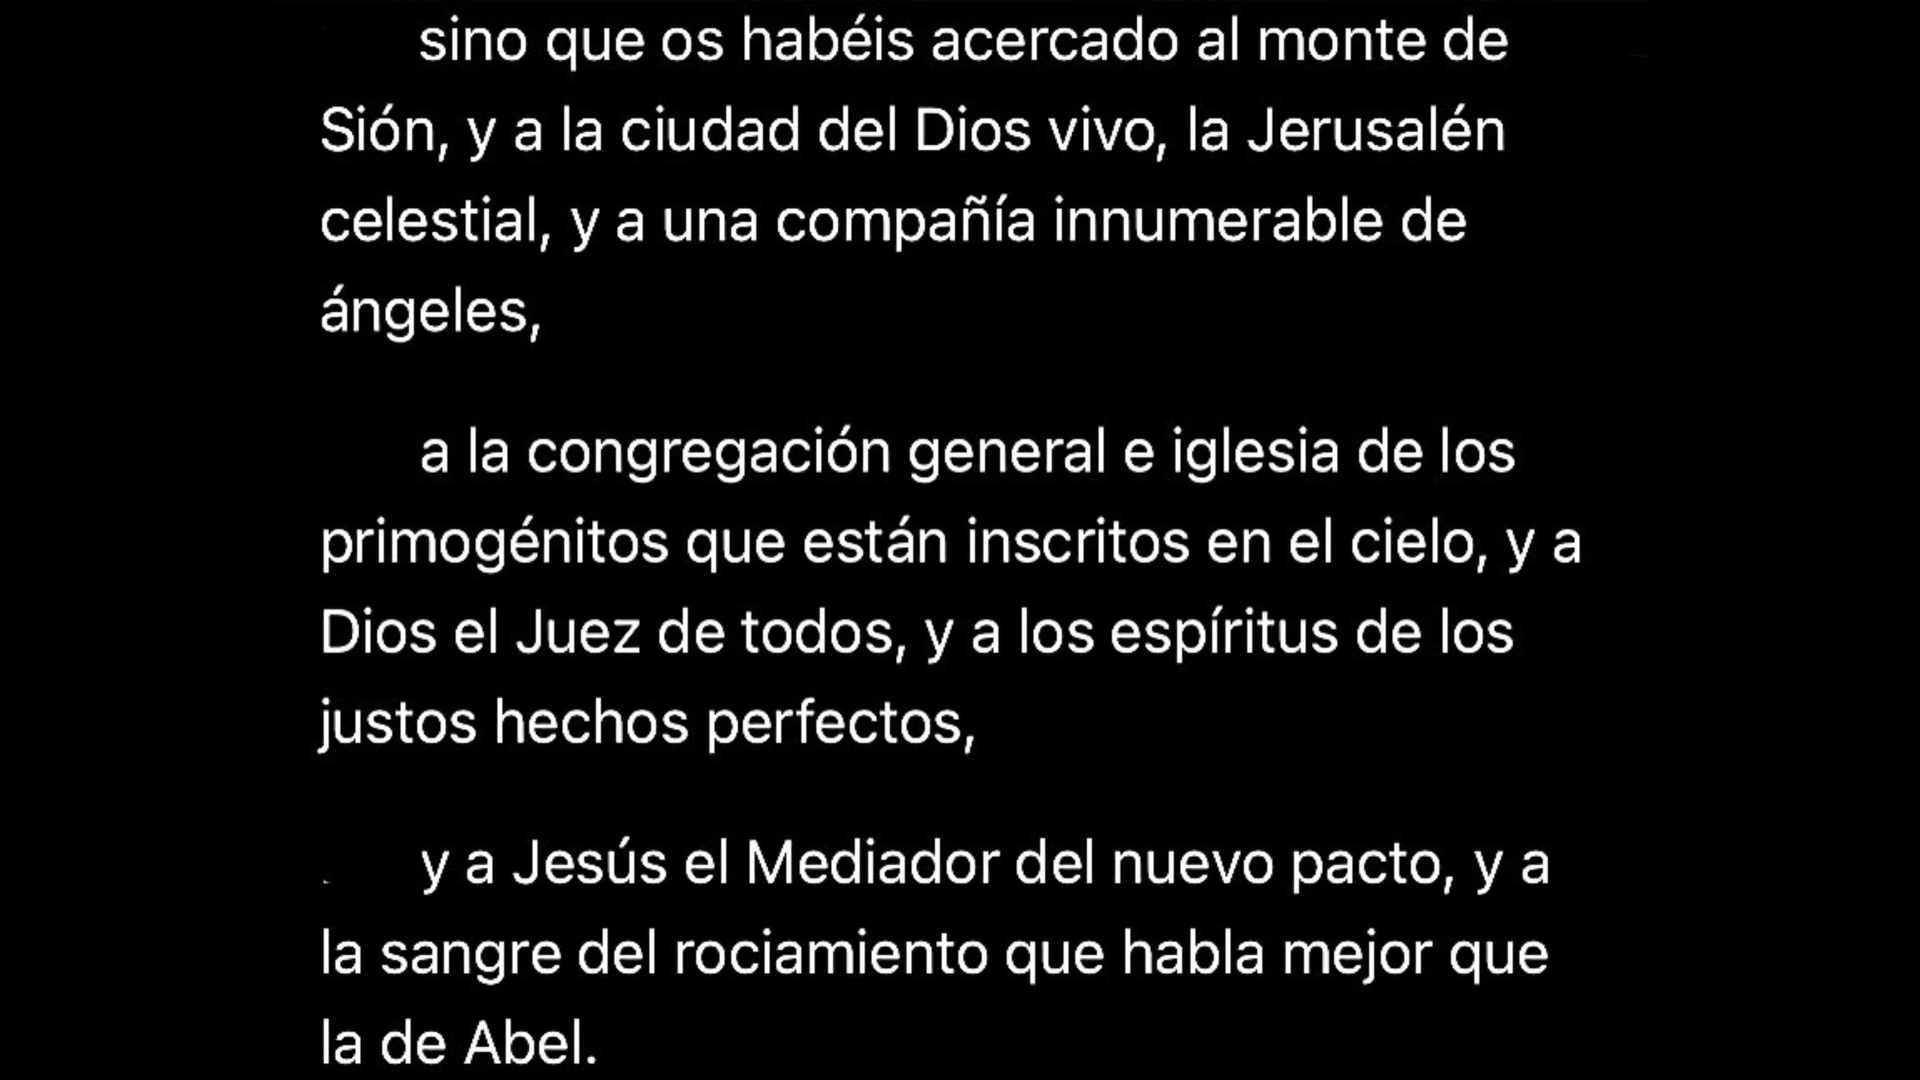 sino que os habéis acercado al monte de
Sión, y a la ciudad del Dios vivo, la Jerusalén
celestial, y a una compañía innumerable de
ángeles,
a la congregación general e iglesia de los
primogénitos que están inscritos en el cielo, y a
Dios el Juez de todos, y a los espíritus de los
justos hechos perfectos,
y a Jesús el Mediador del nuevo pacto, y a
la sangre del rociamiento que habla mejor que
la de Abel.